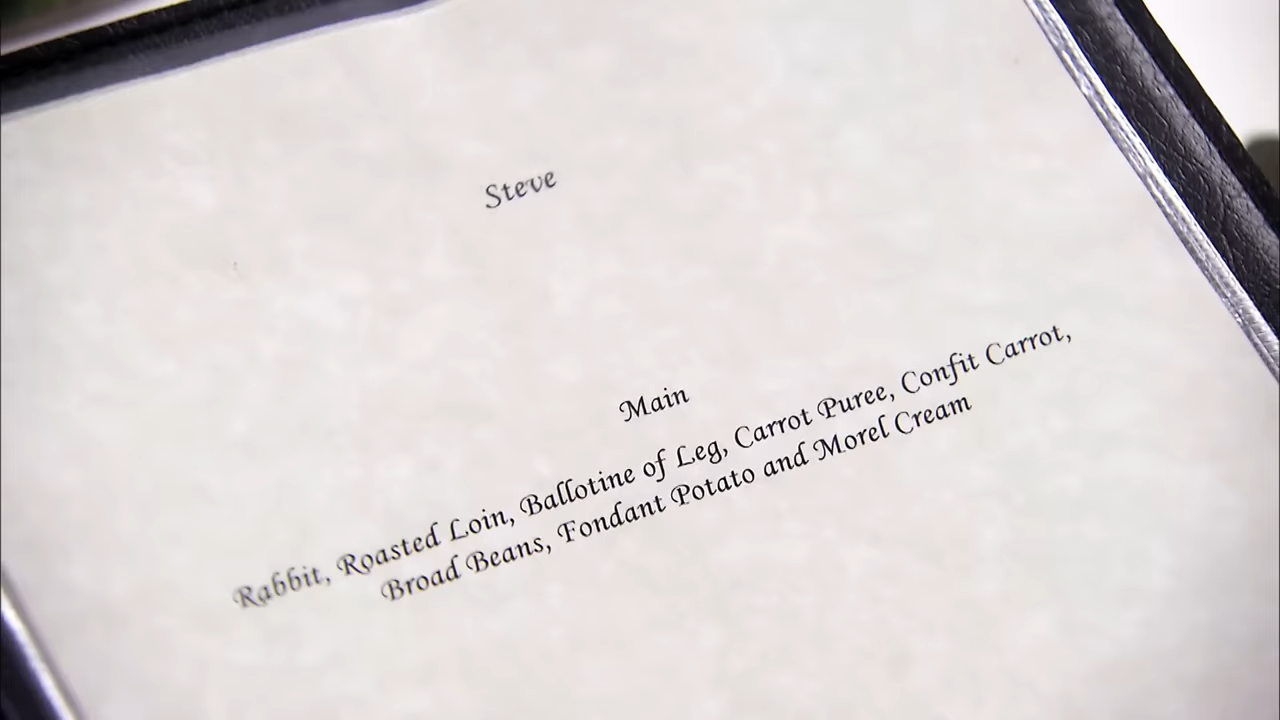 Steve
Main
Rabbit, Roasted Loin, Ballotine of Leg, Carrot Puree, Confit Carrot,
Broad Beans, Fondant Potato and Morel Cream